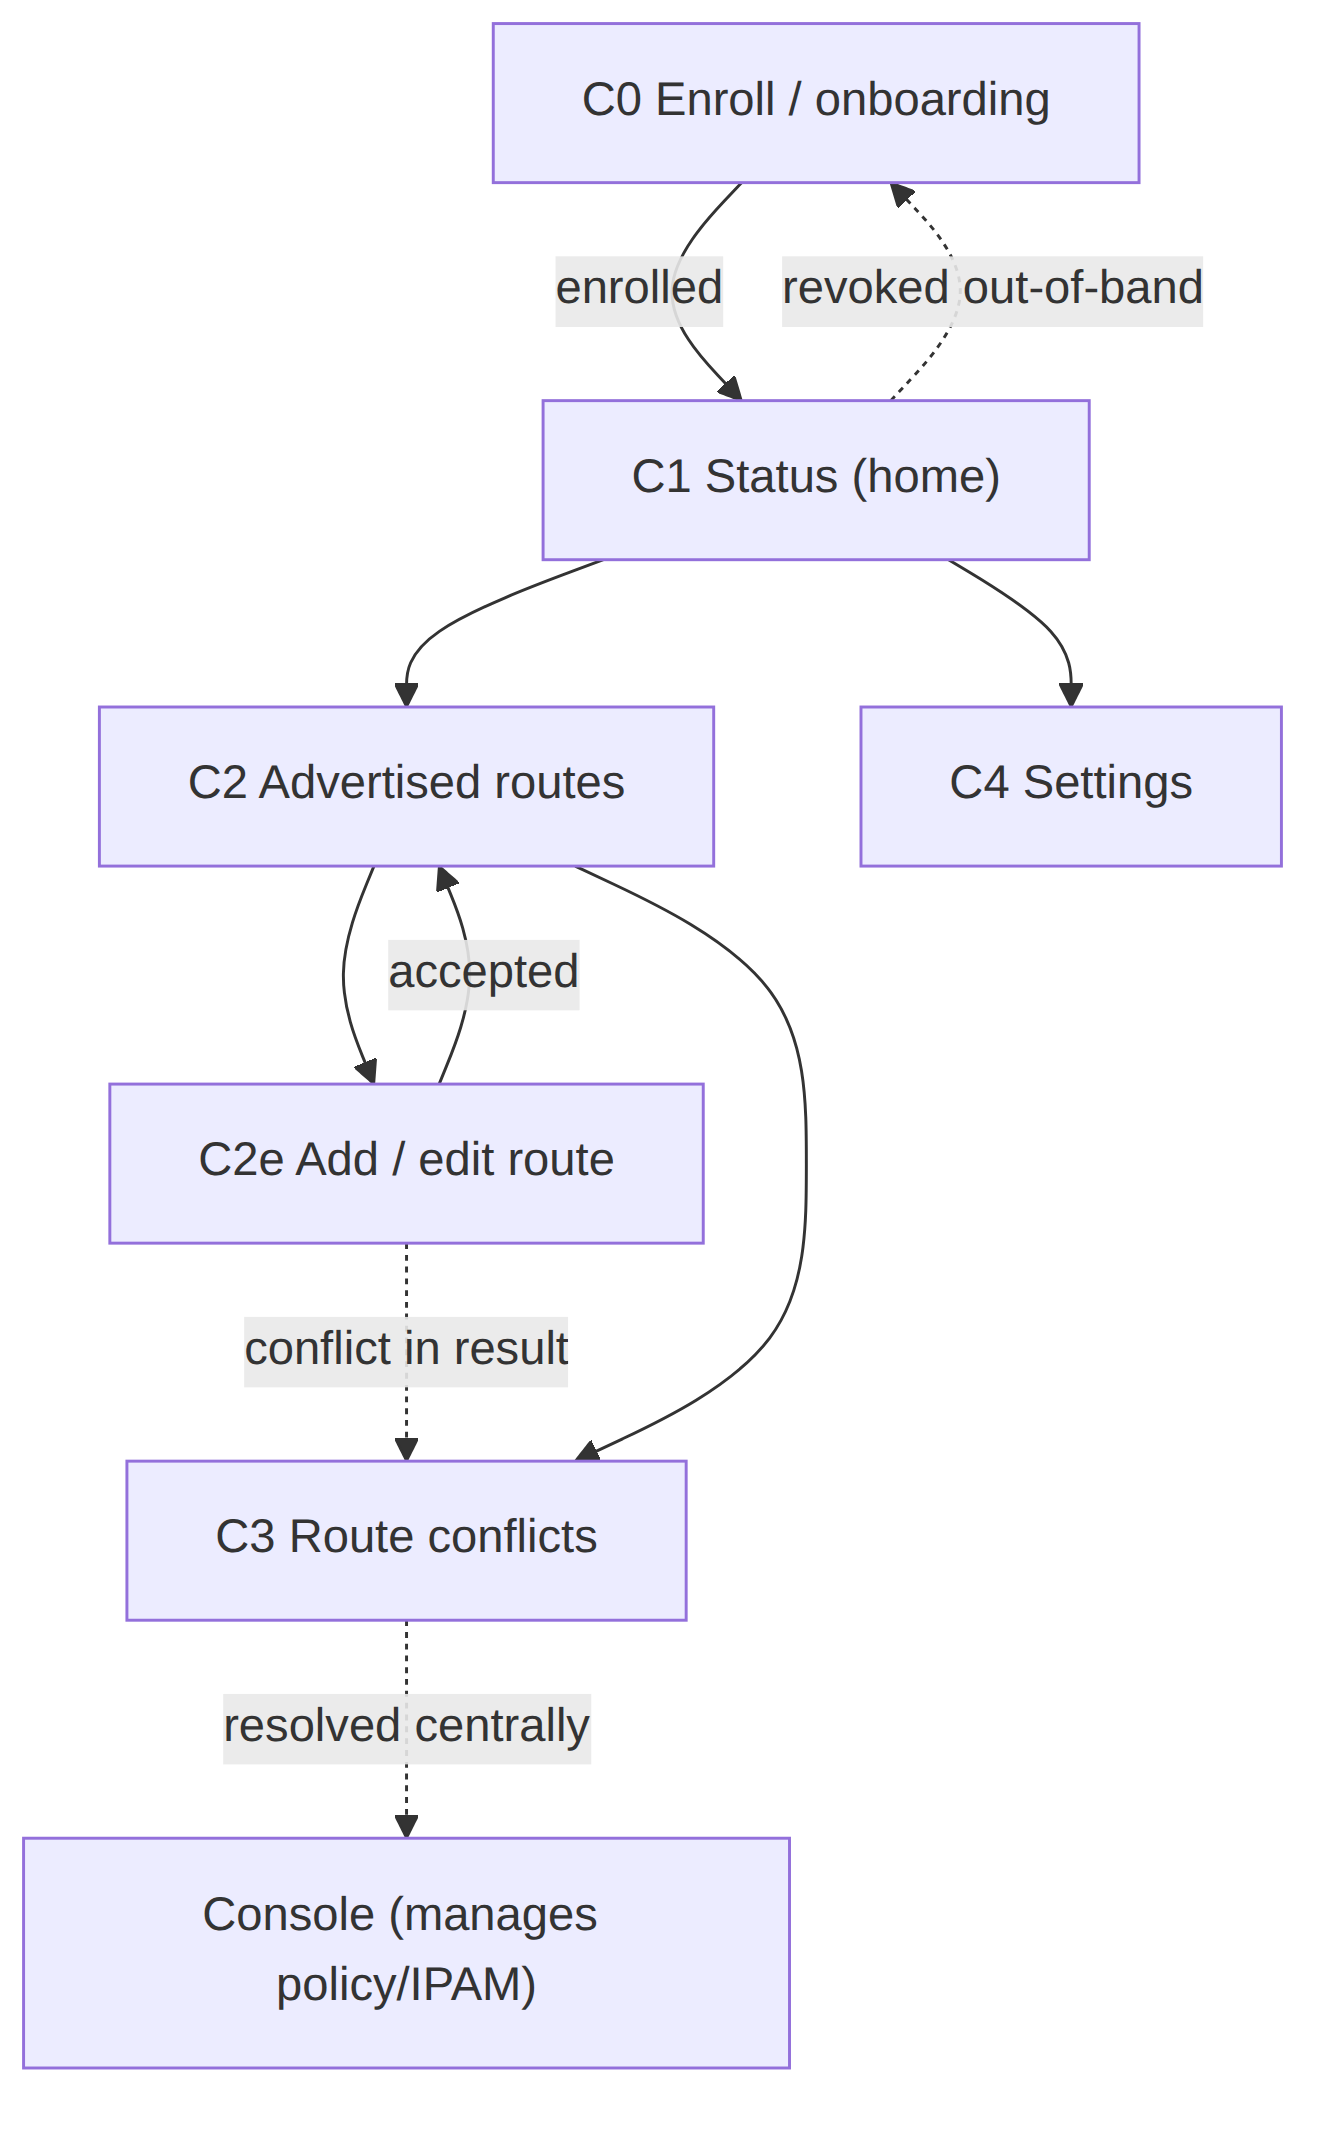 C0 Enroll / onboarding
enrolled
revoked out-of-band
C1 Status (home)
C2 Advertised routes
C4 Settings
accepted
C2e Add / edit route
conflict in result
C3 Route conflicts
resolved centrally
Console (manages
policy/IPAM)